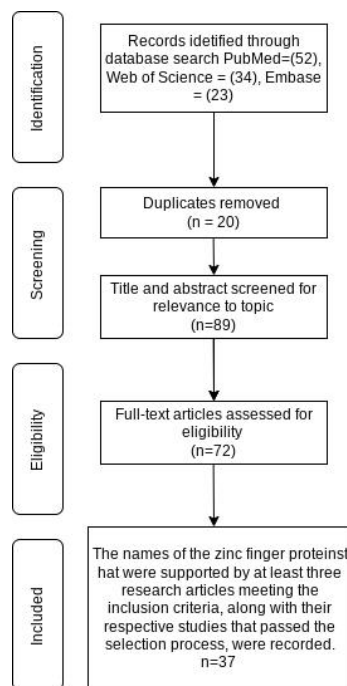 Identification
Records idetified through
database search PubMed=(52),
Web of Science = (34), Embase
= (23)
Screening
Duplicates removed
(n = 20)
Title and abstract screened for
relevance to topic
(n=89)
Eligibility
Full-text articles assessed for
eligibility
(n=72)
Included
The names of the zinc finger proteinst
hat were supported by at least three
research articles meeting the
inclusion criteria, along with their
respective studies that passed the
selection process, were recorded.
n=37